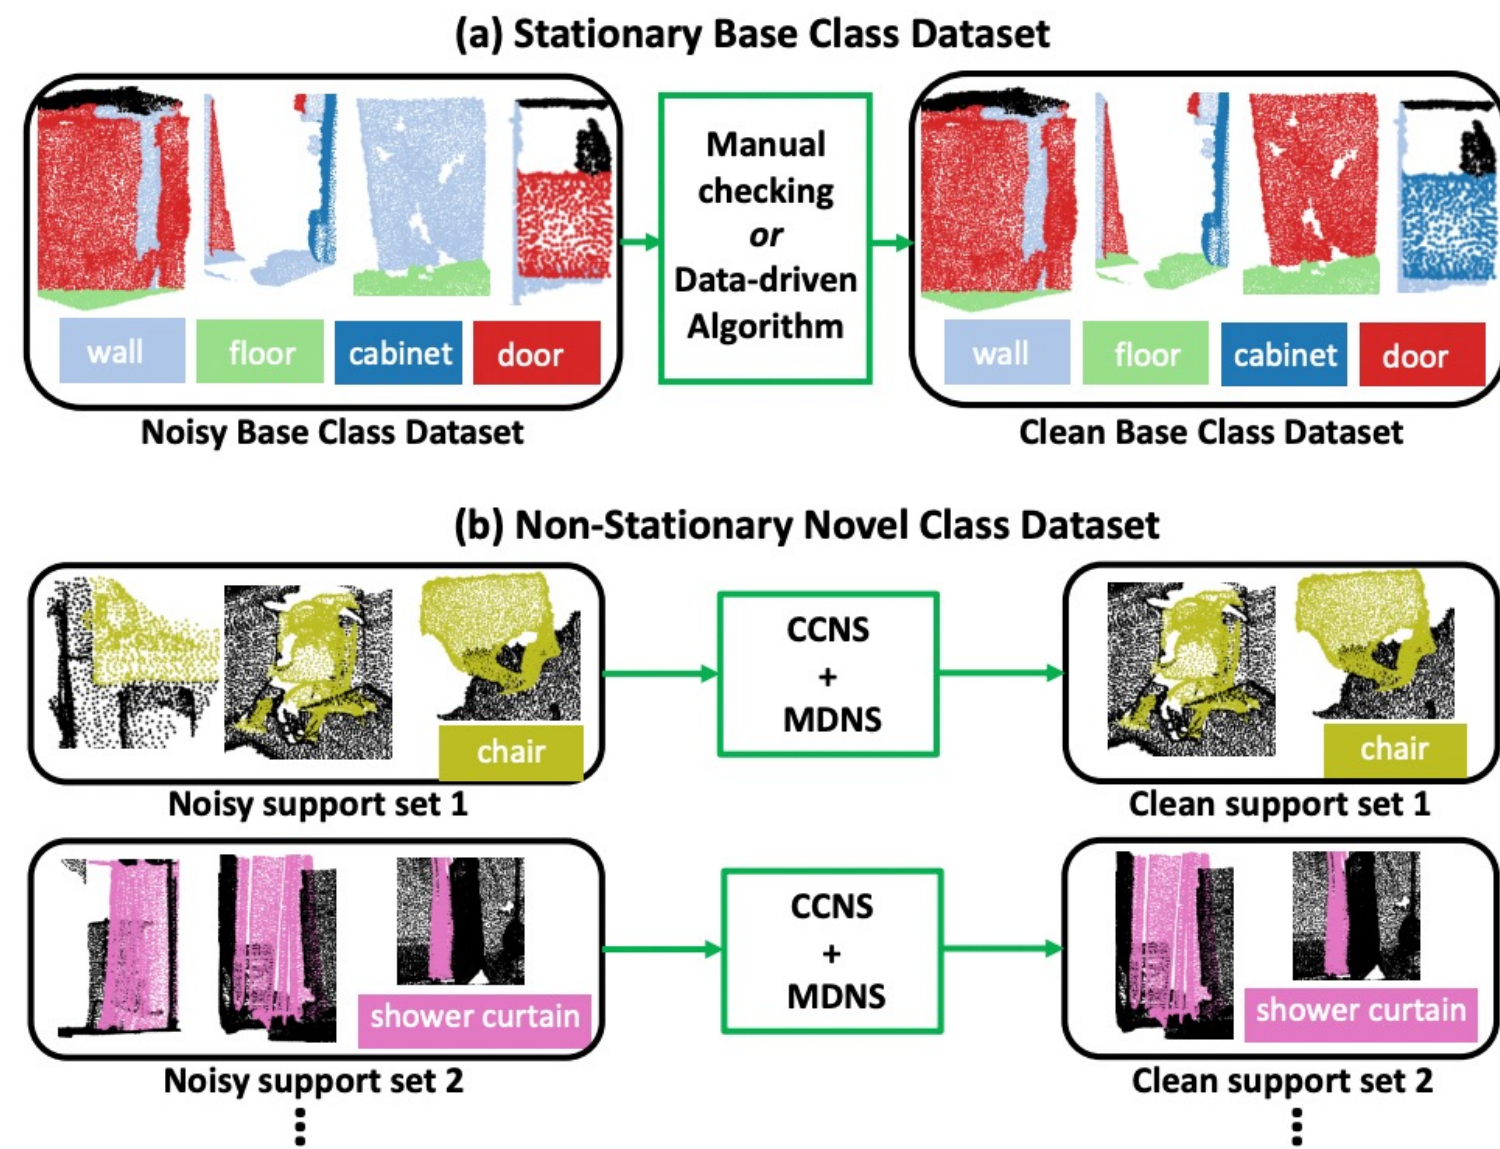 (a) Stationary Base Class Dataset
Manual
checking
or
Data-driven
Algorithm
wall floor cabinet door
wall floor cabinet door
Noisy Base Class Dataset
Clean Base Class Dataset
(b) Non-Stationary Novel Class Dataset
CCNS
+
MDNS
chair
chair
Noisy support set 1
Clean support set 1
CCNS
+
MDNS
shower curtain
shower curtain
Noisy support set 2
Clean support set 2